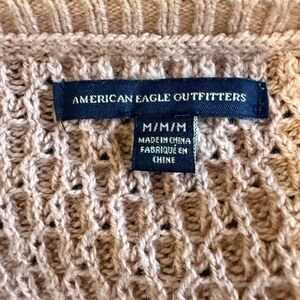 AMERICAN EAGLE OUTFITTERS
M/M/M
MADE IN CHINA
FABRIQUÉ EN
CHINE